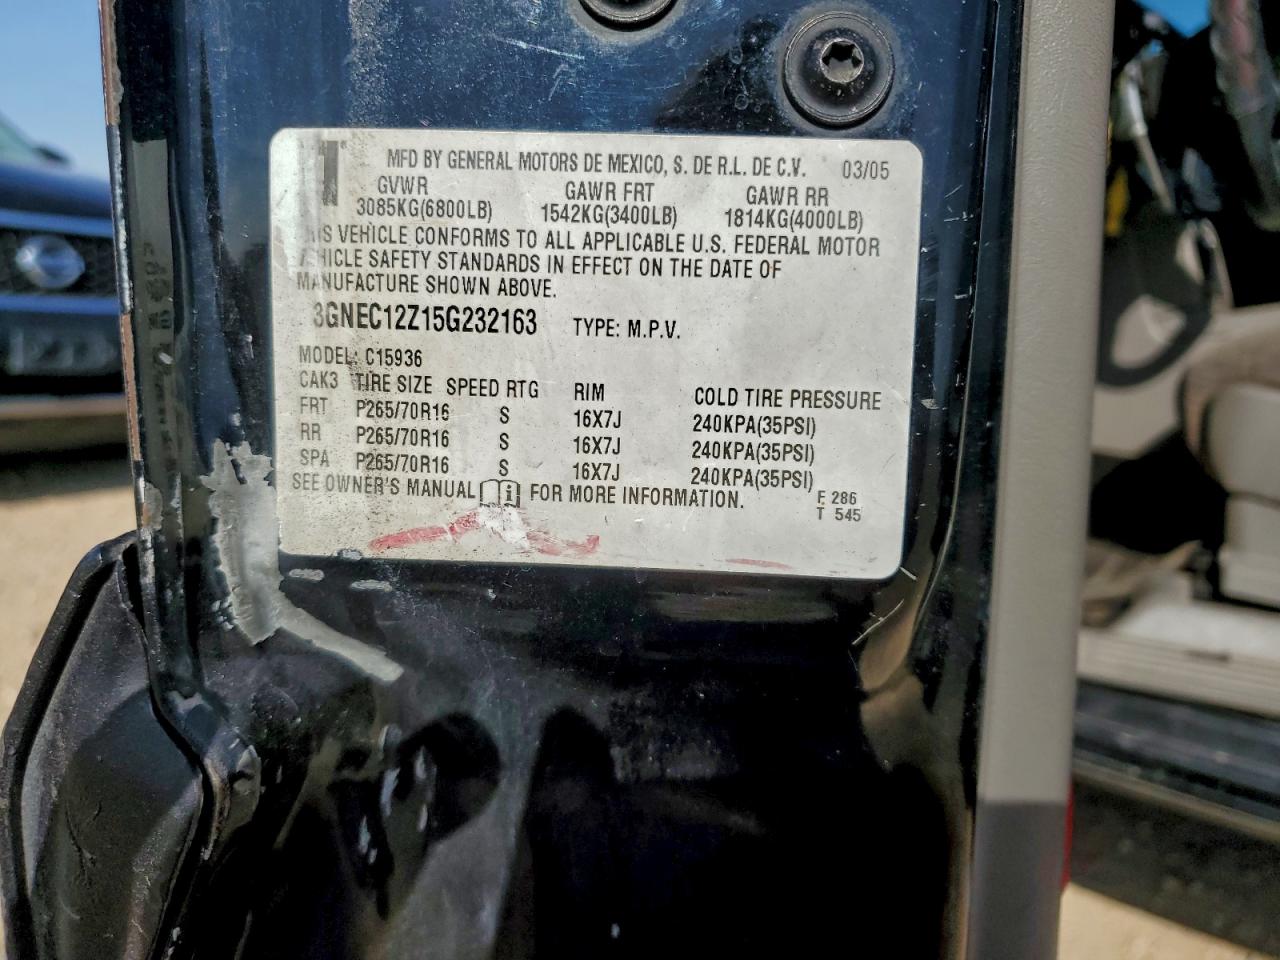 1 MFD BY GENERAL MOTORS DE MEXICO, S. DE R.L. DE C.V. 03/05
GVWR GAWR FRT GAWR RR
3085KG(6800LB) 1542KG(3400LB) 1814KG(4000LB)
VEHICLE CONFORMS TO ALL APPLICABLE U.S. FEDERAL MOTOR
VEHICLE SAFETY STANDARDS IN EFFECT ON THE DATE OF
MANUFACTURE SHOWN ABOVE.
3GNEC12Z15G232163 TYPE: M.P.V.
MODEL: C15936
CAK3 TIRE SIZE SPEED RTG RIM COLD TIRE PRESSURE
FRT P265/70R16 S 16X7J 240KPA(35PSI)
RR P265/70R16 S 16X7J 240KPA(35PSI)
SPA P265/70R16 S 16X7J 240KPA(35PSI)
SEE OWNER'S MANUAL i FOR MORE INFORMATION.
F 286
T 545